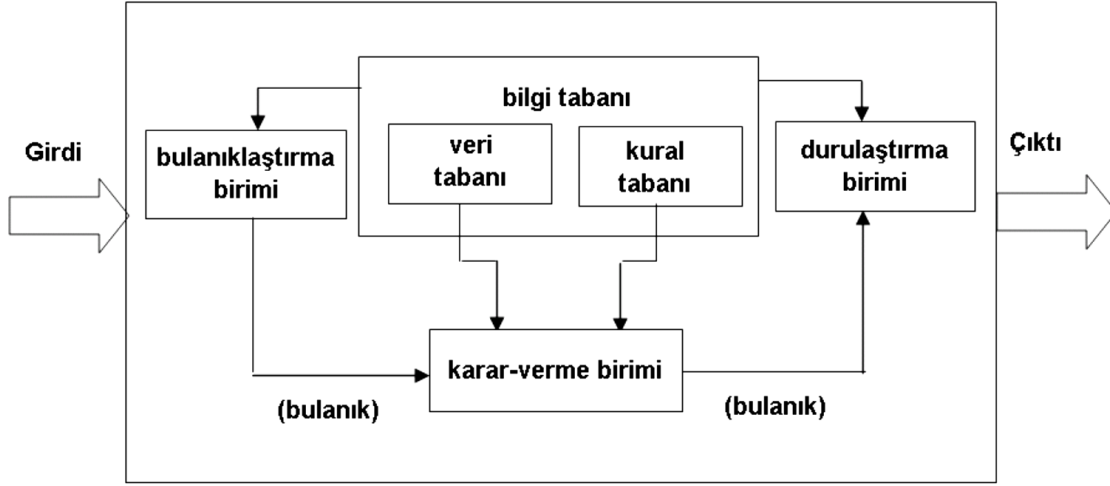 Girdi
bilgi tabanı
bulanıklaştırma
birimi
veri
tabanı
kural
tabanı
durulaştırma
birimi
Çıktı
karar-verme birimi
(bulanık)
(bulanık)